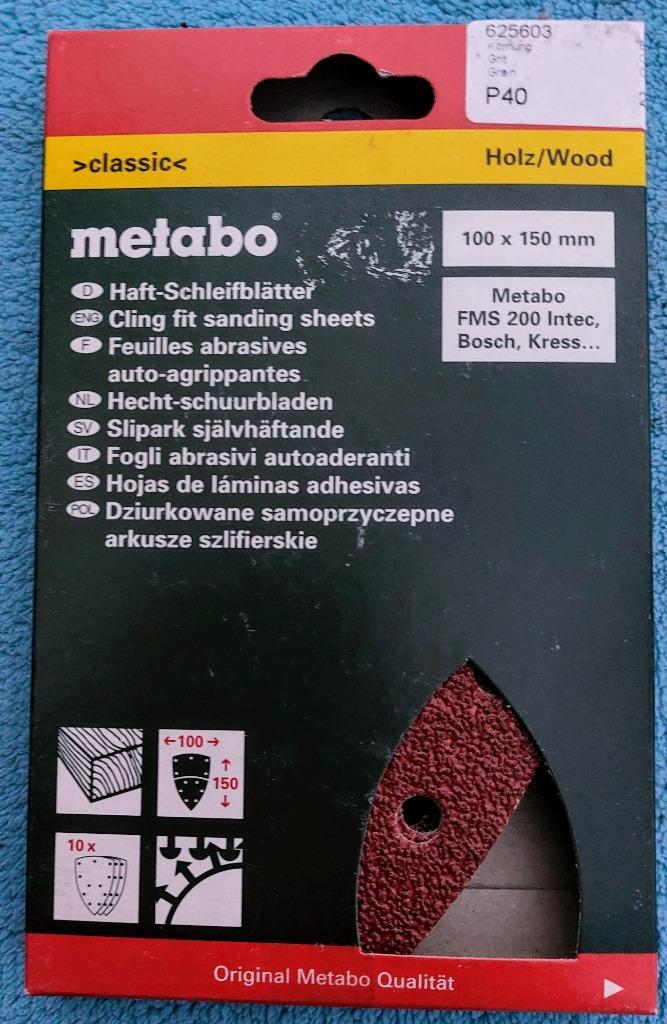 625603
Körnung
Grit
Grain
P40
>classic<
Holz/Wood
metabo®
100 x 150 mm
Metabo
FMS 200 Intec,
Bosch, Kress...
D Haft-Schleifblätter
ENG Cling fit sanding sheets
F Feuilles abrasives
auto-agrippantes
NL Hecht-schuurbladen
SV Slipark självhäftande
IT Fogli abrasivi autoaderanti
ES Hojas de láminas adhesivas
POL Dziurkowane samoprzyczepne
arkusze szlifierskie
←100→
150
10 x
Original Metabo Qualität